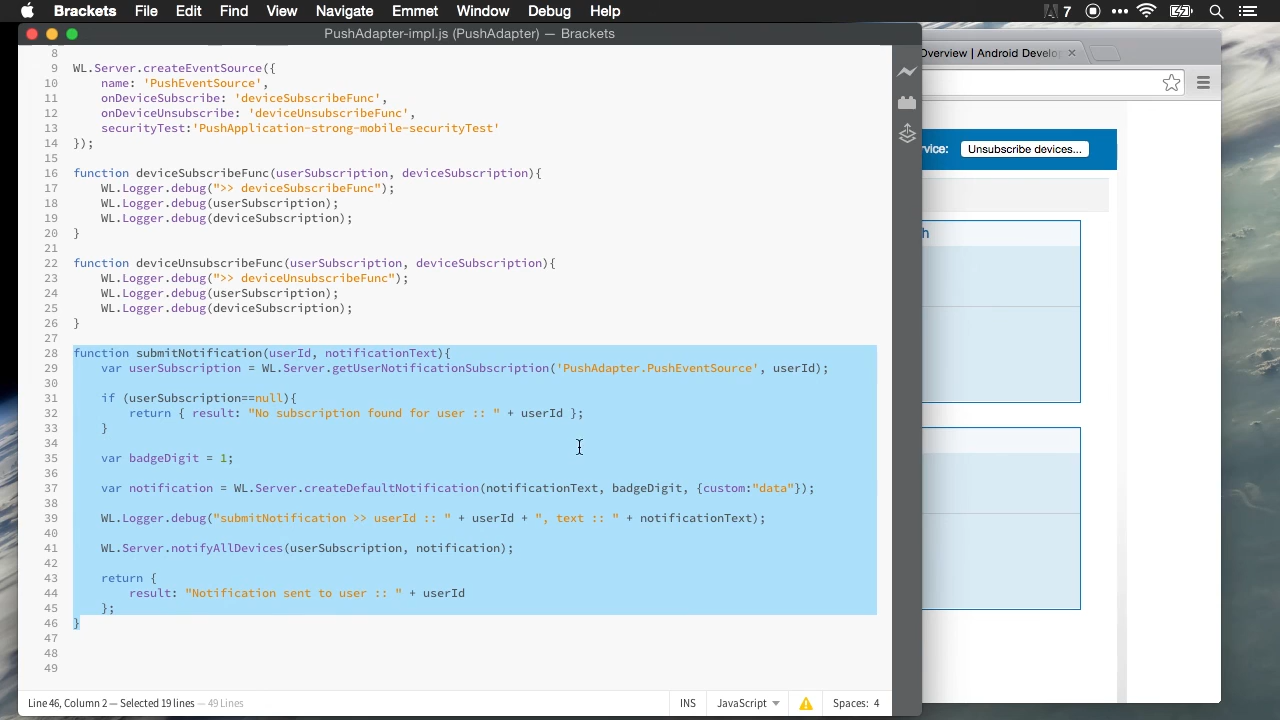 Brackets File Edit Find View Navigate Emmet Window Debug Help 7
PushAdapter-impl.js (PushAdapter) — Brackets
Overview | Android Develop
8
9 WL.Server.createEventSource({
10 name: 'PushEventSource',
11 onDeviceSubscribe: 'deviceSubscribeFunc',
12 onDeviceUnsubscribe: 'deviceUnsubscribeFunc',
13 securityTest:'PushApplication-strong-mobile-securityTest'
14 });
15
16 function deviceSubscribeFunc(userSubscription, deviceSubscription){
17 WL.Logger.debug(">> deviceSubscribeFunc");
18 WL.Logger.debug(userSubscription);
19 WL.Logger.debug(deviceSubscription);
20 }
21
22 function deviceUnsubscribeFunc(userSubscription, deviceSubscription){
23 WL.Logger.debug(">> deviceUnsubscribeFunc");
24 WL.Logger.debug(userSubscription);
25 WL.Logger.debug(deviceSubscription);
26 }
27
28 function submitNotification(userId, notificationText){
29 var userSubscription = WL.Server.getUserNotificationSubscription('PushAdapter.PushEventSource', userId);
30
31 if (userSubscription==null){
32 return { result: "No subscription found for user :: " + userId };
33 }
34
35 var badgeDigit = 1;
36
37 var notification = WL.Server.createDefaultNotification(notificationText, badgeDigit, {custom:"data"});
38
39 WL.Logger.debug("submitNotification >> userId :: " + userId + ", text :: " + notificationText);
40
41 WL.Server.notifyAllDevices(userSubscription, notification);
42
43 return {
44 result: "Notification sent to user :: " + userId
45 };
46 }
47
48
49
Line 46, Column 2 — Selected 19 lines — 49 Lines INS JavaScript Spaces: 4
vice: Unsubscribe devices...
h